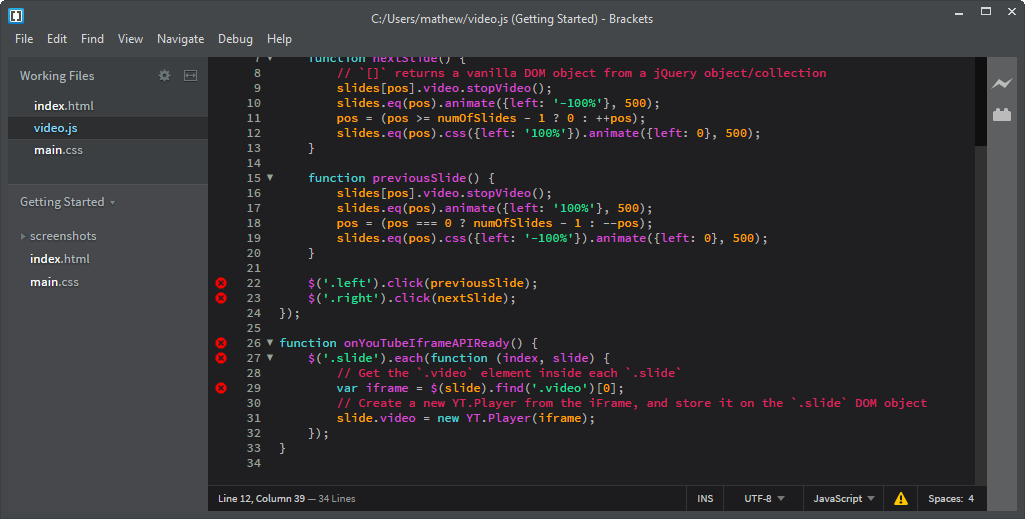 C:/Users/mathew/video.js (Getting Started) - Brackets
File Edit Find View Navigate Debug Help
Working Files
index.html
video.js
main.css
Getting Started
screenshots
index.html
main.css
7 function nextSlide() {
8 // `[]` returns a vanilla DOM object from a jQuery object/collection
9 slides[pos].video.stopVideo();
10 slides.eq(pos).animate({left: '-100%'}, 500);
11 pos = (pos >= numOfSlides - 1 ? 0 : ++pos);
12 slides.eq(pos).css({left: '100%'}).animate({left: 0}, 500);
13 }
14
15 function previousSlide() {
16 slides[pos].video.stopVideo();
17 slides.eq(pos).animate({left: '100%'}, 500);
18 pos = (pos === 0 ? numOfSlides - 1 : --pos);
19 slides.eq(pos).css({left: '-100%'}).animate({left: 0}, 500);
20 }
21
22 $('.left').click(previousSlide);
23 $('.right').click(nextSlide);
24 });
25
26 function onYouTubeIframeAPIReady() {
27 $('.slide').each(function (index, slide) {
28 // Get the `.video` element inside each `.slide`
29 var iframe = $(slide).find('.video')[0];
30 // Create a new YT.Player from the iFrame, and store it on the `.slide` DOM object
31 slide.video = new YT.Player(iframe);
32 });
33 }
34
Line 12, Column 39 — 34 Lines
INS UTF-8 JavaScript Spaces: 4